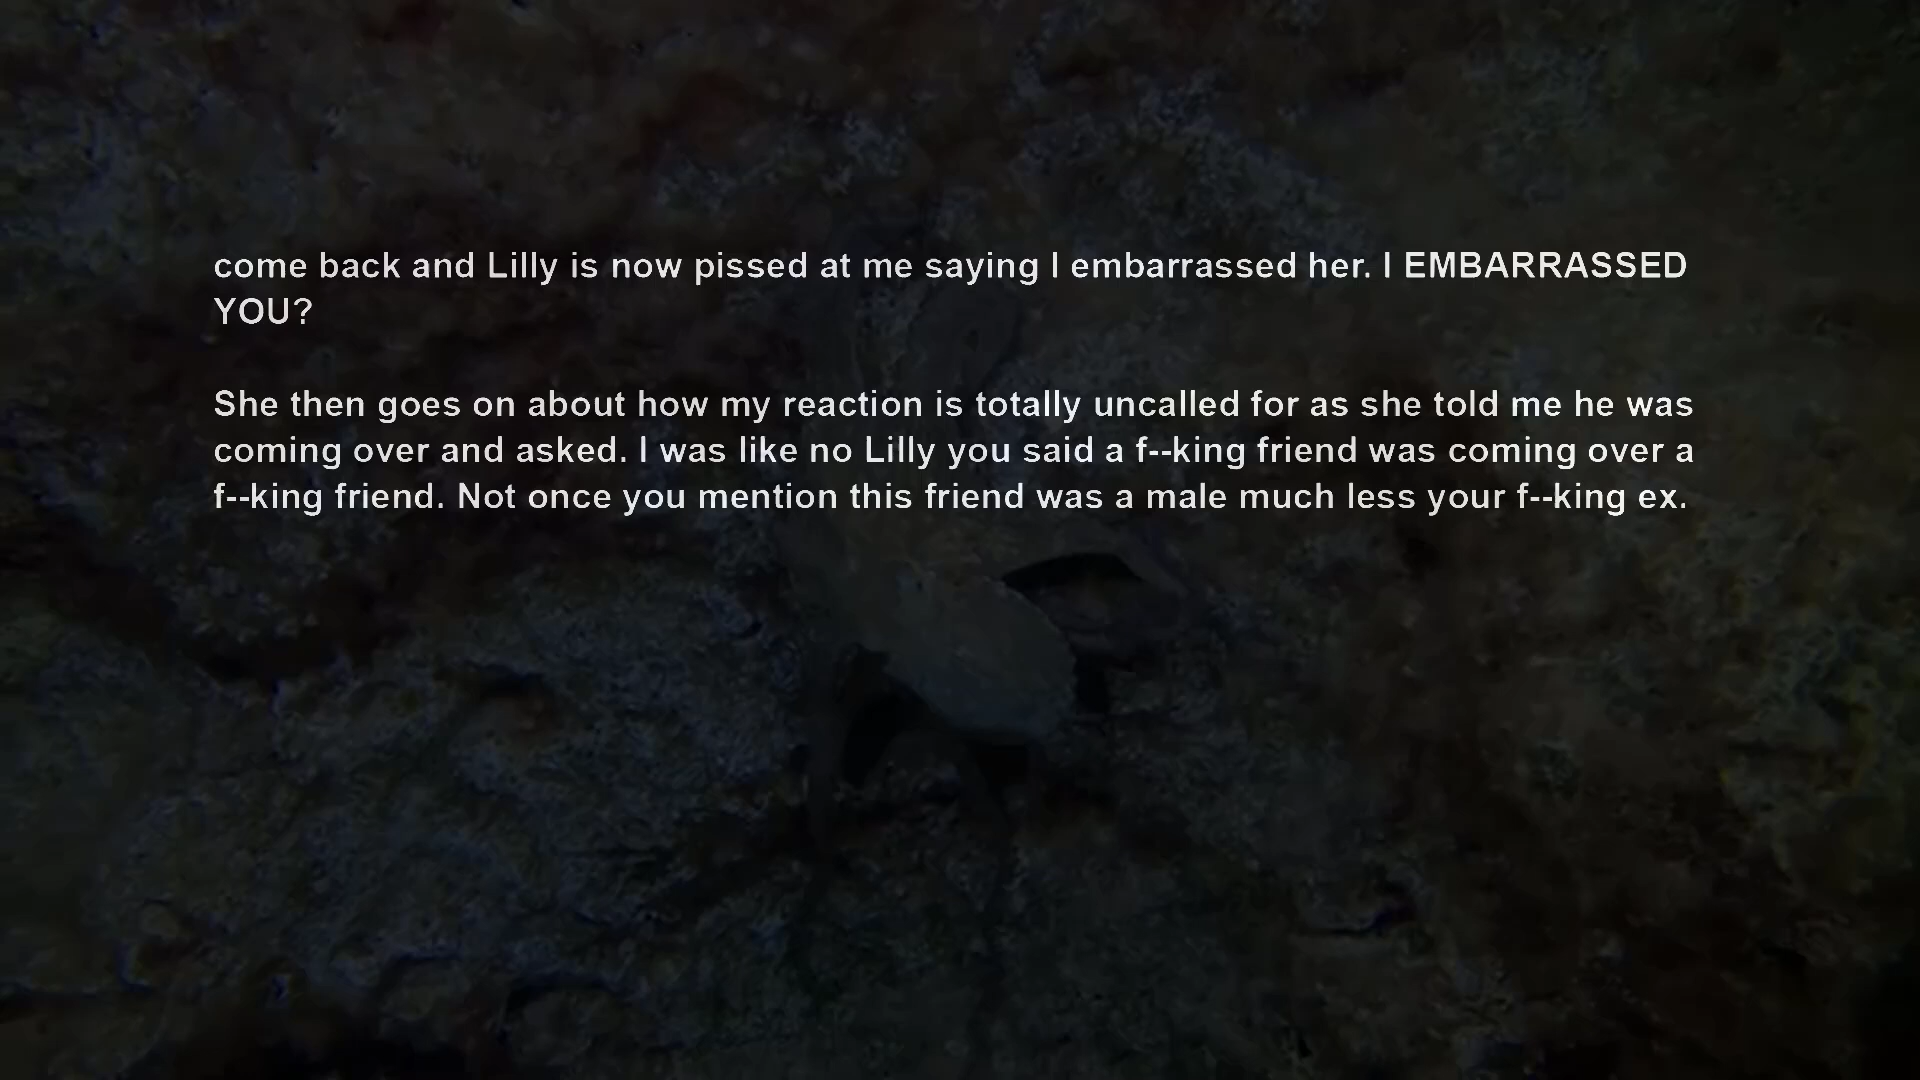 come back and Lilly is now pissed at me saying I embarrassed her. I EMBARRASSED
YOU?
She then goes on about how my reaction is totally uncalled for as she told me he was
coming over and asked. I was like no Lilly you said a f--king friend was coming over a
f--king friend. Not once you mention this friend was a male much less your f--king ex.